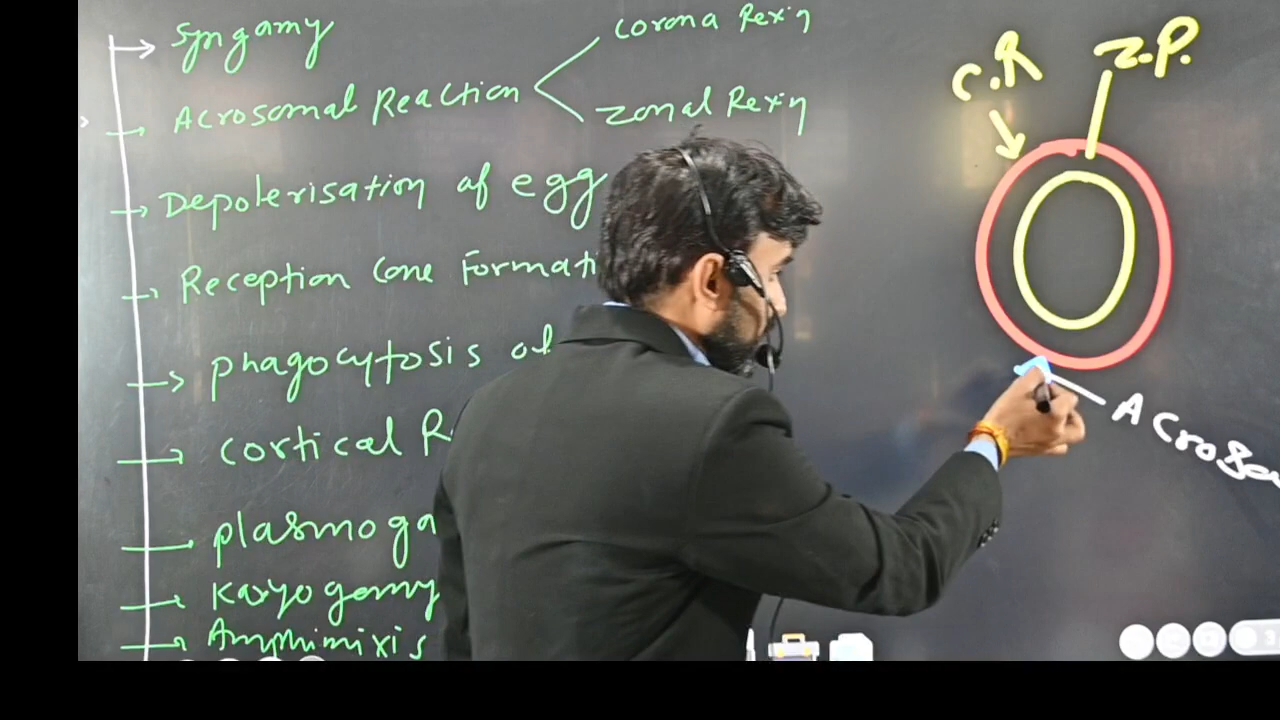 Syngamy
Acrosomal Reaction
Corona Rexn
Zonal Rexn
Depolerisation of egg
Reception Cone Formati
phagocytosis of
cortical R
plasmoga
Karyogamy
Amphimixis
C.R
Z.P.
3